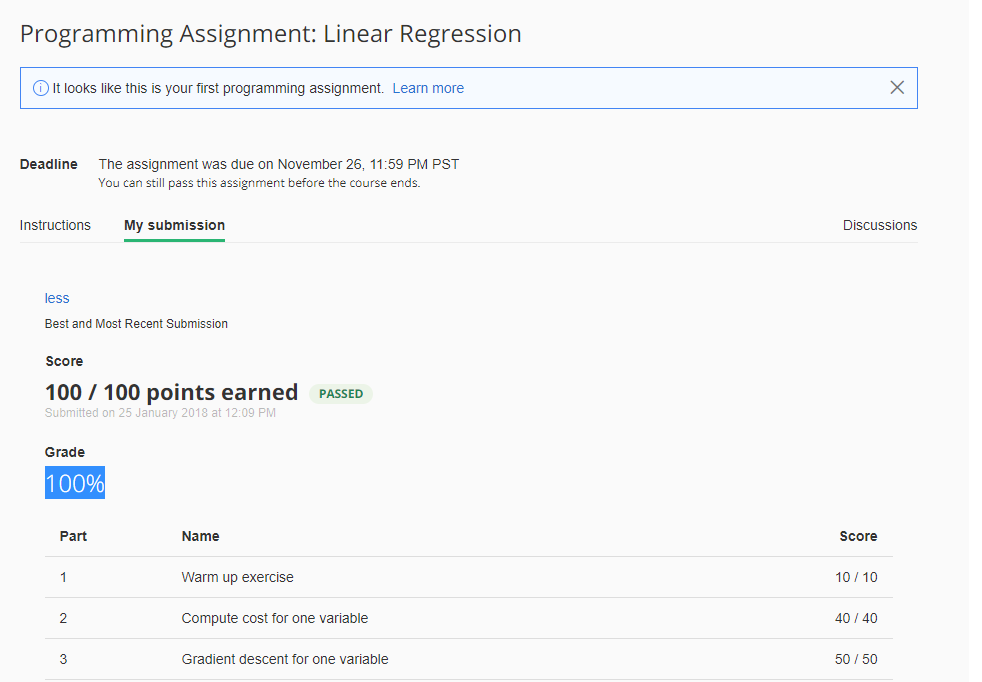 Programming Assignment: Linear Regression
It looks like this is your first programming assignment. Learn more
Deadline The assignment was due on November 26, 11:59 PM PST
You can still pass this assignment before the course ends.
Instructions My submission Discussions
less
Best and Most Recent Submission
Score
100 / 100 points earned PASSED
Submitted on 25 January 2018 at 12:09 PM
Grade
100%
Part Name Score
1 Warm up exercise 10 / 10
2 Compute cost for one variable 40 / 40
3 Gradient descent for one variable 50 / 50